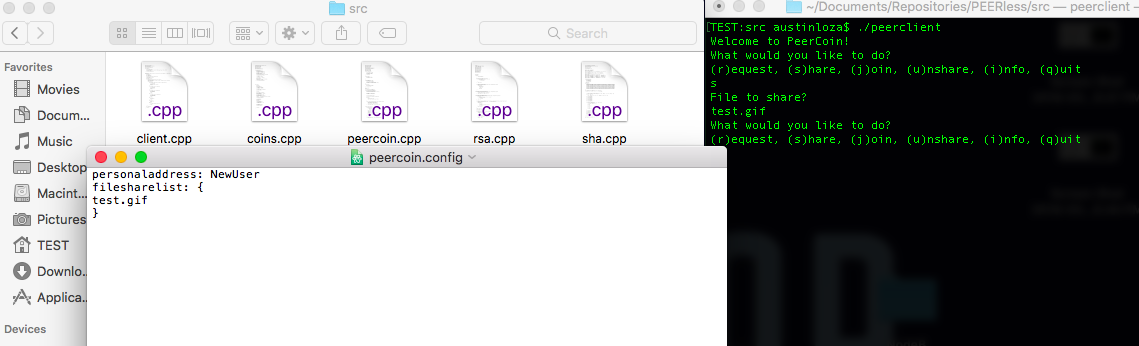 src
Search
Favorites
Movies
Docum...
Music
Desktop
Macint...
Pictures
TEST
Downlo...
Applica...
Devices
.cpp
.cpp
.cpp
.cpp
.cpp
client.cpp
coins.cpp
peercoin.cpp
rsa.cpp
sha.cpp
peercoin.config
personaladdress: NewUser
filesharelist: {
test.gif
}
~/Documents/Repositories/PEERless/src — peerclient
[TEST:src austinloza$ ./peerclient
Welcome to PeerCoin!
What would you like to do?
(r)equest, (s)hare, (j)oin, (u)nshare, (i)nfo, (q)uit
s
File to share?
test.gif
What would you like to do?
(r)equest, (s)hare, (j)oin, (u)nshare, (i)nfo, (q)uit